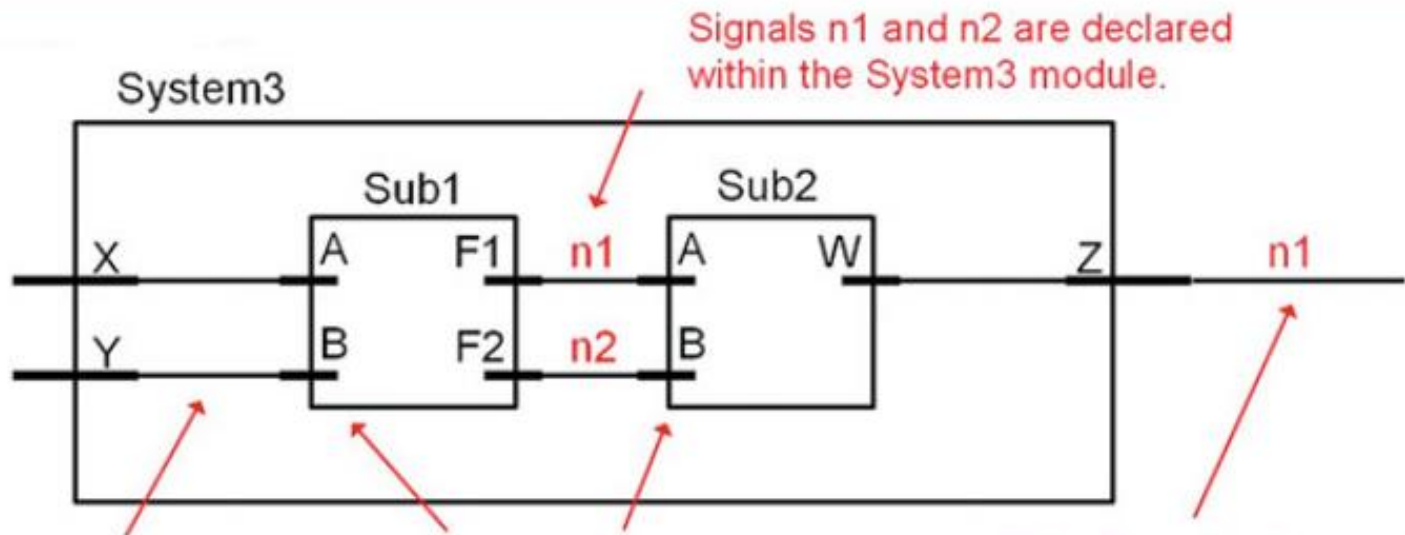 Signals n1 and n2 are declared
within the System3 module.
System3
Sub1
Sub2
X
A
F1
n1
A
W
Z
n1
Y
B
F2
n2
B